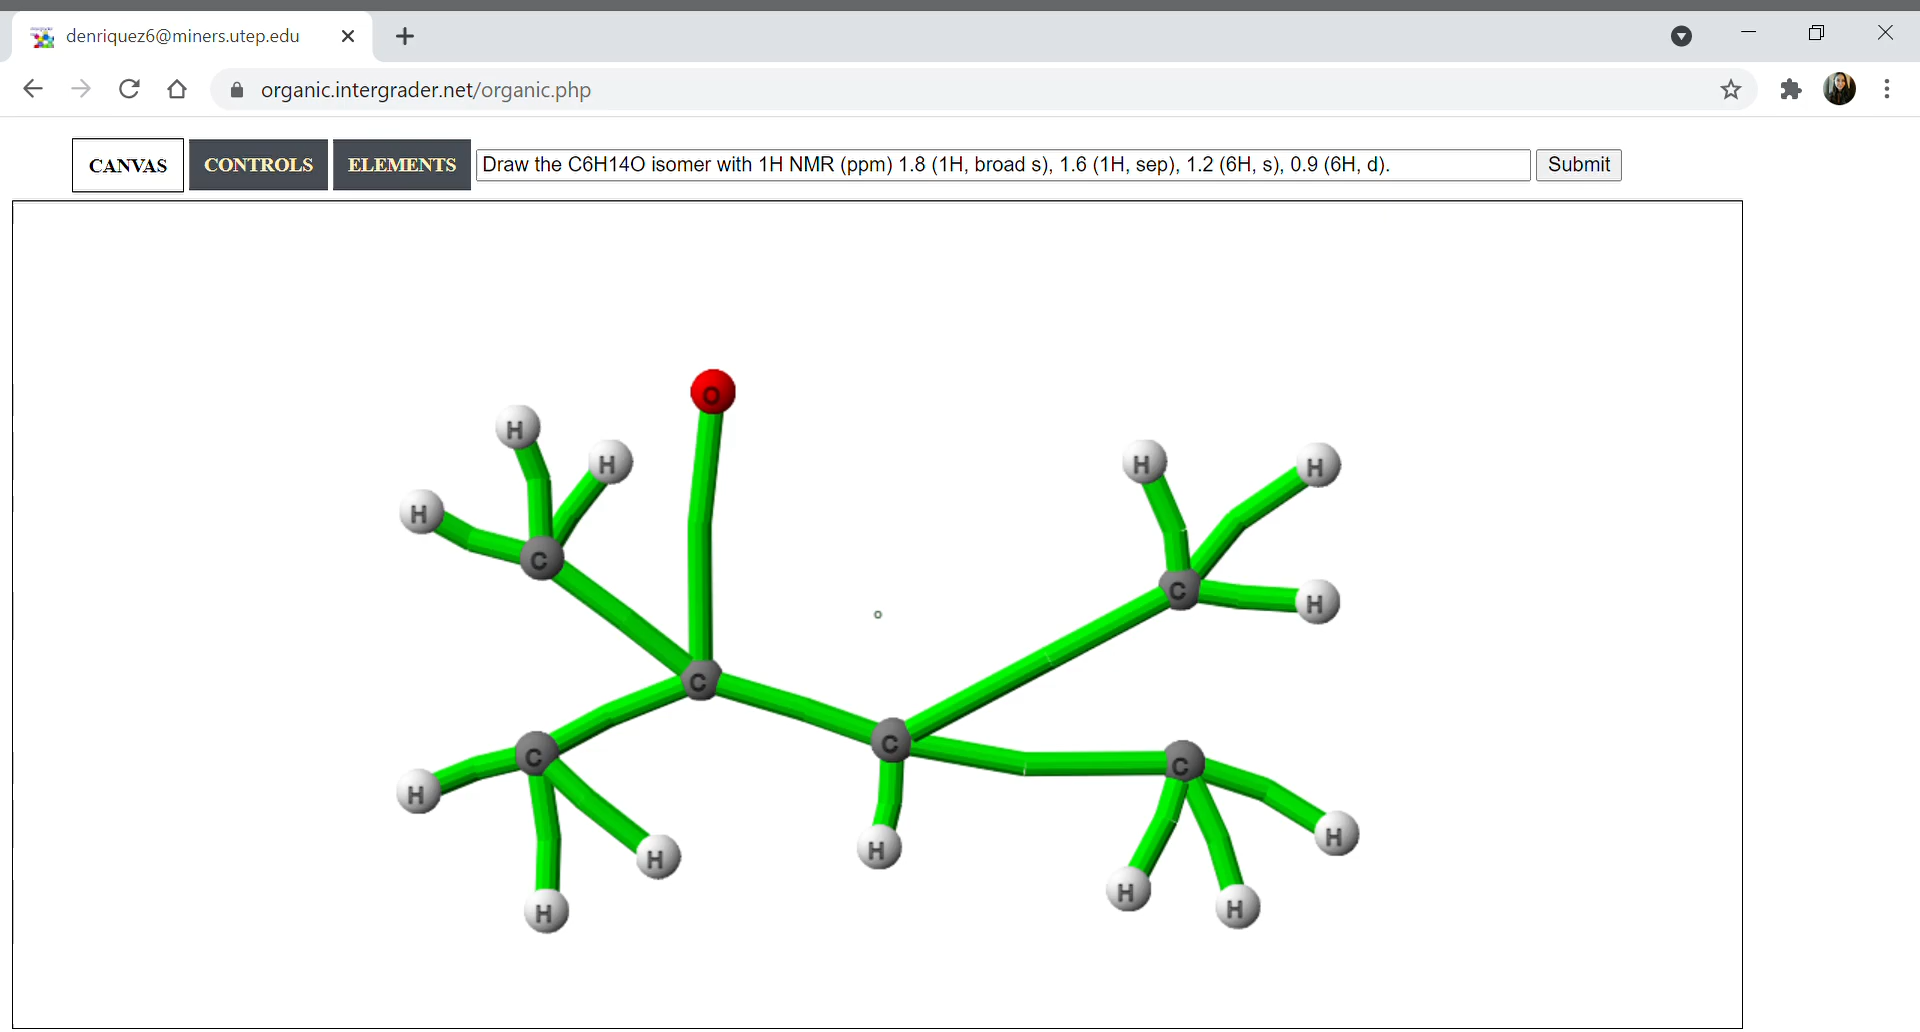 denriquez6@miners.utep.edu
organic.intergrader.net/organic.php
CANVAS CONTROLS ELEMENTS Draw the C6H14O isomer with 1H NMR (ppm) 1.8 (1H, broad s), 1.6 (1H, sep), 1.2 (6H, s), 0.9 (6H, d). Submit
O
H
H H H H
H
C
C H H
C C
C C
H H
H H
H H H